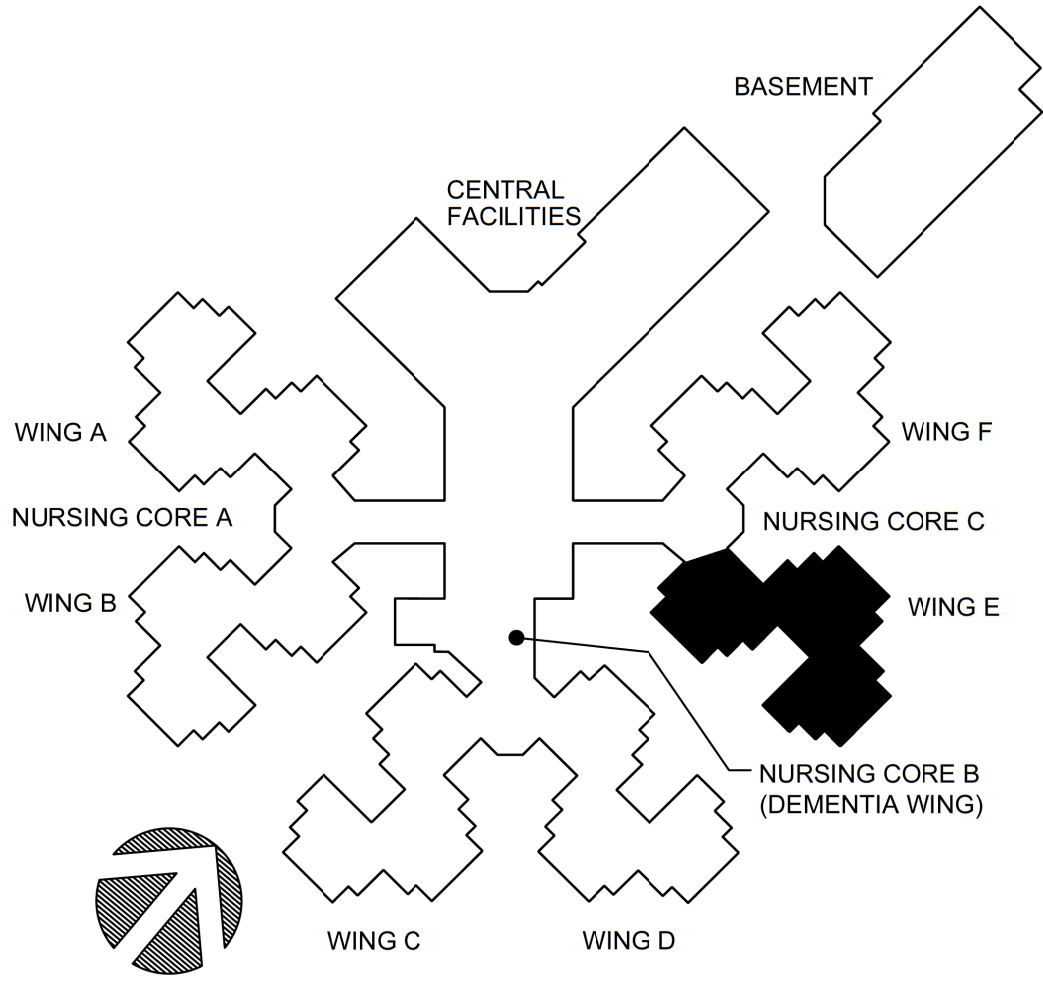 BASEMENT
CENTRAL
FACILITIES
WING A
WING F
NURSING CORE A
NURSING CORE C
WING B
WING E
NURSING CORE B
(DEMENTIA WING)
WING C
WING D